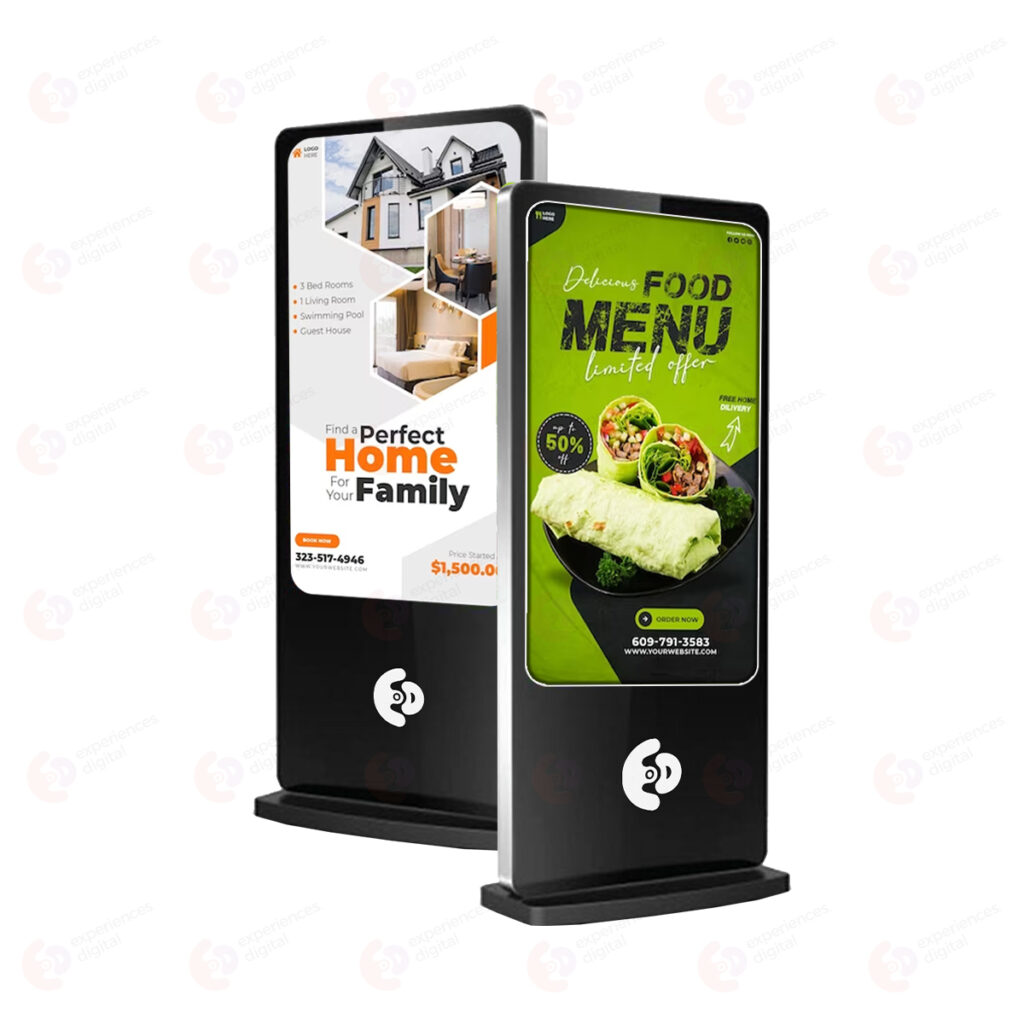 LOGO
HERE
3 Bed Rooms
1 Living Room
Swimming Pool
Guest House
Find a Perfect
Home
For
Your Family
BOOK NOW
323-517-4946
WWW.YOURWEBSITE.COM
Price Started
$1,500.00
LOGO
HERE
Delicious FOOD
MENU
limited offer
FREE HOME
DILIVERY
up to
50%
off
ORDER NOW
609-791-3583
WWW.YOURWEBSITE.COM
experiences.
digital